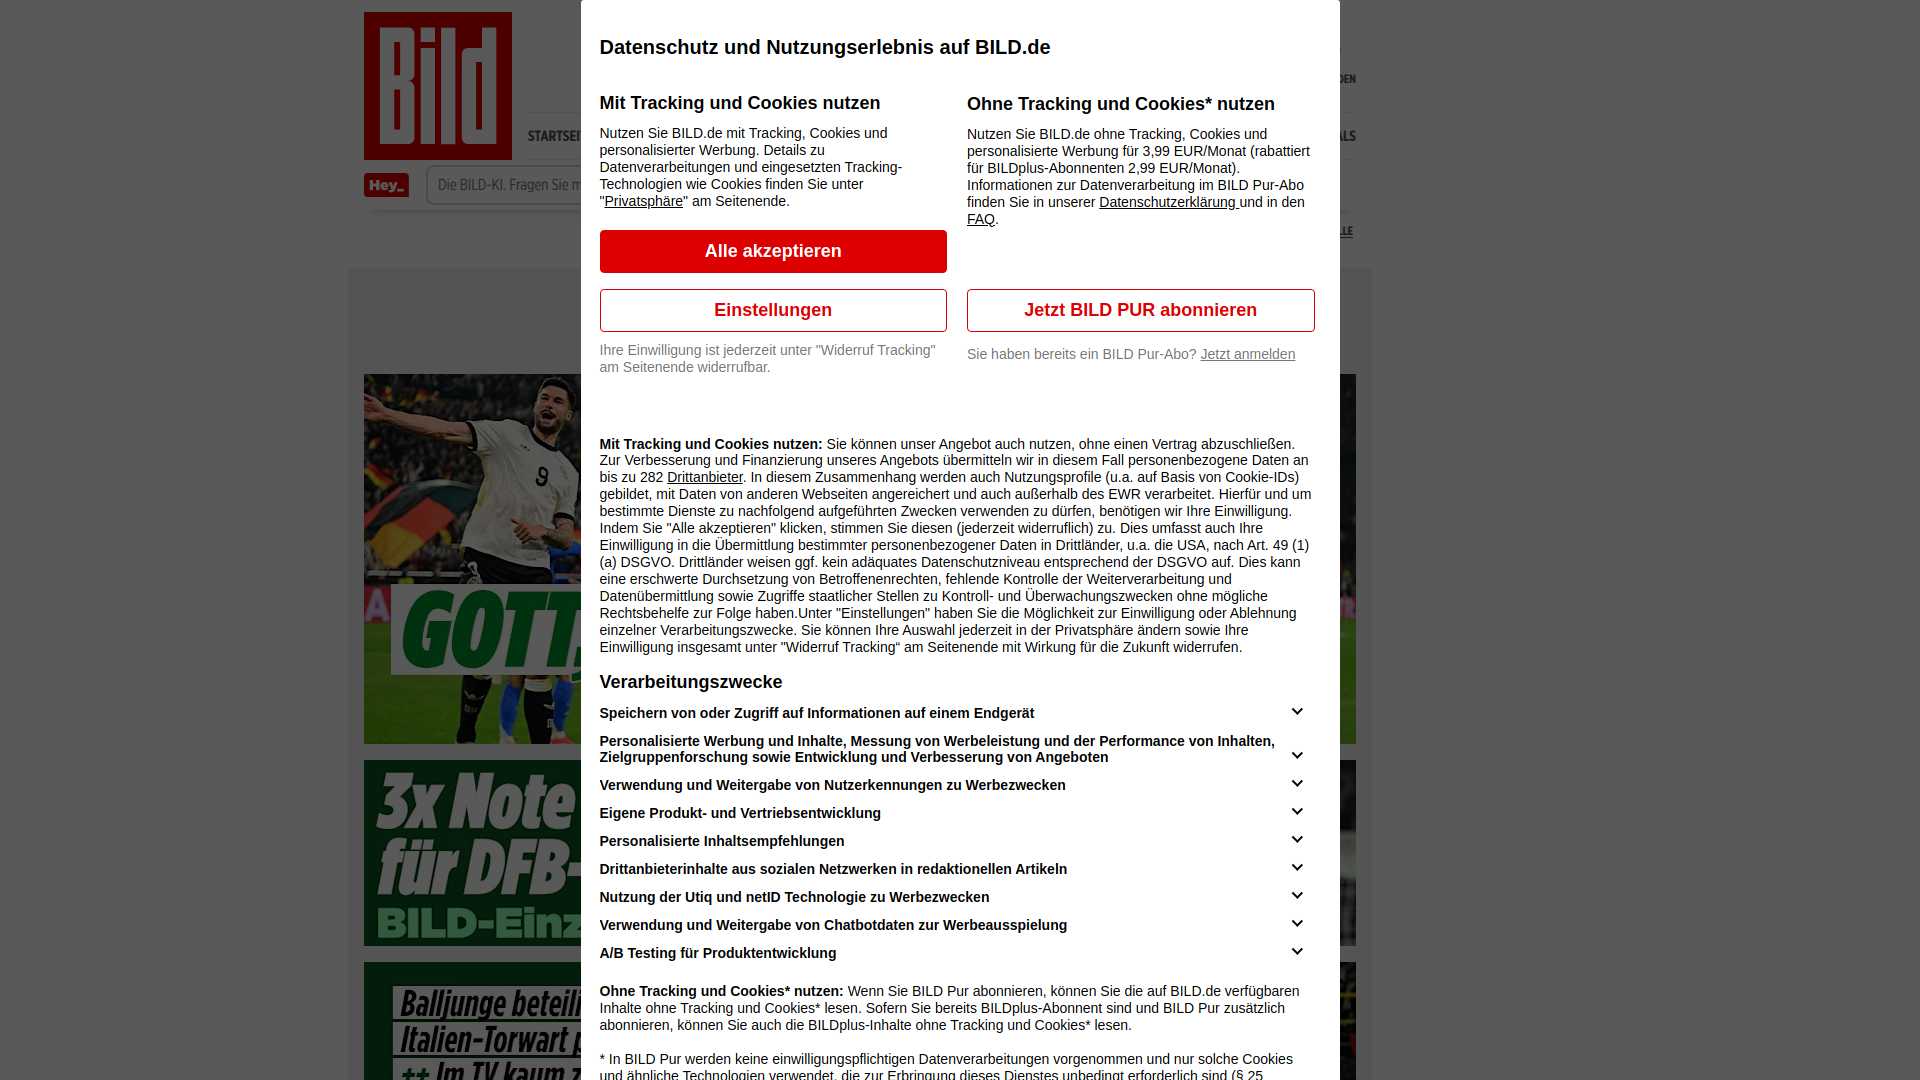 Bild
Datenschutz und Nutzungserlebnis auf BILD.de
Mit Tracking und Cookies nutzen
Nutzen Sie BILD.de mit Tracking, Cookies und
personalisierter Werbung. Details zu
Datenverarbeitungen und eingesetzten Tracking-
Technologien wie Cookies finden Sie unter
"Privatsphäre" am Seitenende.
Alle akzeptieren
Einstellungen
Ihre Einwilligung ist jederzeit unter "Widerruf Tracking"
am Seitenende widerrufbar.
Ohne Tracking und Cookies* nutzen
Nutzen Sie BILD.de ohne Tracking, Cookies und
personalisierte Werbung für 3,99 EUR/Monat (rabattiert
für BILDplus-Abonnenten 2,99 EUR/Monat).
Informationen zur Datenverarbeitung im BILD Pur-Abo
finden Sie in unserer Datenschutzerklärung und in den
FAQ.
Jetzt BILD PUR abonnieren
Sie haben bereits ein BILD Pur-Abo? Jetzt anmelden
Mit Tracking und Cookies nutzen: Sie können unser Angebot auch nutzen, ohne einen Vertrag abzuschließen.
Zur Verbesserung und Finanzierung unseres Angebots übermitteln wir in diesem Fall personenbezogene Daten an
bis zu 282 Drittanbieter. In diesem Zusammenhang werden auch Nutzungsprofile (u.a. auf Basis von Cookie-IDs)
gebildet, mit Daten von anderen Webseiten angereichert und auch außerhalb des EWR verarbeitet. Hierfür und um
bestimmte Dienste zu nachfolgend aufgeführten Zwecken verwenden zu dürfen, benötigen wir Ihre Einwilligung.
Indem Sie "Alle akzeptieren" klicken, stimmen Sie diesen (jederzeit widerruflich) zu. Dies umfasst auch Ihre
Einwilligung in die Übermittlung bestimmter personenbezogener Daten in Drittländer, u.a. die USA, nach Art. 49 (1)
(a) DSGVO. Drittländer weisen ggf. kein adäquates Datenschutzniveau entsprechend der DSGVO auf. Dies kann
eine erschwerte Durchsetzung von Betroffenenrechten, fehlende Kontrolle der Weiterverarbeitung und
Datenübermittlung sowie Zugriffe staatlicher Stellen zu Kontroll- und Überwachungszwecken ohne mögliche
Rechtsbehelfe zur Folge haben.Unter "Einstellungen" haben Sie die Möglichkeit zur Einwilligung oder Ablehnung
einzelner Verarbeitungszwecke. Sie können Ihre Auswahl jederzeit in der Privatsphäre ändern sowie Ihre
Einwilligung insgesamt unter "Widerruf Tracking“ am Seitenende mit Wirkung für die Zukunft widerrufen.
Verarbeitungszwecke
Speichern von oder Zugriff auf Informationen auf einem Endgerät
Personalisierte Werbung und Inhalte, Messung von Werbeleistung und der Performance von Inhalten,
Zielgruppenforschung sowie Entwicklung und Verbesserung von Angeboten
Verwendung und Weitergabe von Nutzerkennungen zu Werbezwecken
Eigene Produkt- und Vertriebsentwicklung
Personalisierte Inhaltsempfehlungen
Drittanbieterinhalte aus sozialen Netzwerken in redaktionellen Artikeln
Nutzung der Utiq und netID Technologie zu Werbezwecken
Verwendung und Weitergabe von Chatbotdaten zur Werbeausspielung
A/B Testing für Produktentwicklung
Ohne Tracking und Cookies* nutzen: Wenn Sie BILD Pur abonnieren, können Sie die auf BILD.de verfügbaren
Inhalte ohne Tracking und Cookies* lesen. Sofern Sie bereits BILDplus-Abonnent sind und BILD Pur zusätzlich
abonnieren, können Sie auch die BILDplus-Inhalte ohne Tracking und Cookies* lesen.
* In BILD Pur werden keine einwilligungspflichtigen Datenverarbeitungen vorgenommen und nur solche Cookies
und ähnliche Technologien verwendet, die zur Erbringung dieses Dienstes unbedingt erforderlich sind (§ 25
STARTSEI
ALS
Hey_
Die BILD-KI. Fragen Sie m
9
GOTT
3x Note
für DFB-
BILD-Einz
Balljunge beteili
Italien-Torwart p
++ Im TV kaum z